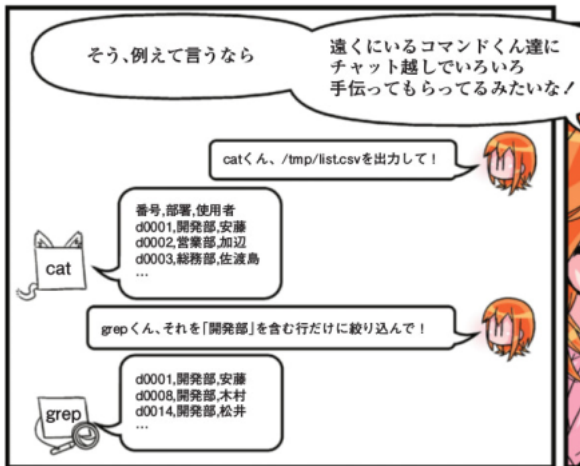 そう、例えて言うなら
遠くにいるコマンドくん達に
チャット越しでいろいろ
手伝ってもらってるみたいな!
catくん、/tmp/list.csvを出力して!
番号,部署,使用者
d0001,開発部,安藤
d0002,営業部,加辺
d0003,総務部,佐渡島
…
cat
grepくん、それを「開発部」を含む行だけに絞り込んで!
d0001,開発部,安藤
d0008,開発部,木村
d0014,開発部,松井
…
grep